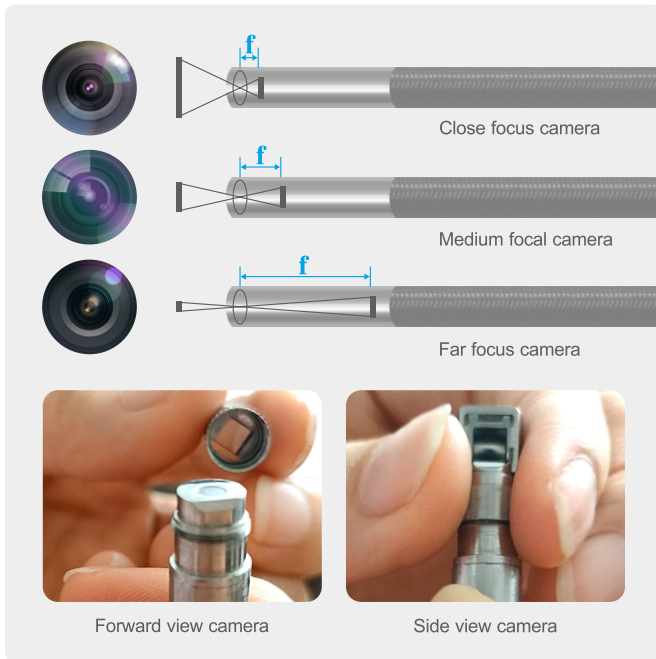 f
Close focus camera
f
Medium focal camera
f
Far focus camera
Forward view camera
Side view camera